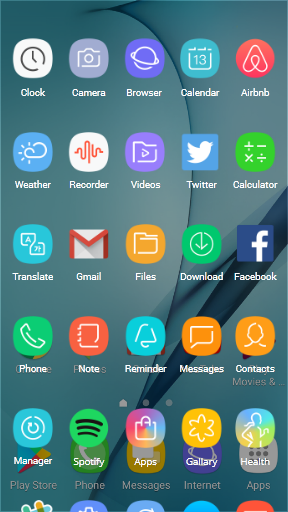 Clock Camera Browser Calendar Airbnb
13
Weather Recorder Videos Twitter Calculator
Translate Gmail Files Download Facebook
Phone Note Reminder Messages Contacts
Movies & ...
Manager Spotify Apps Gallary Health
Play Store Phone Messages Internet Apps